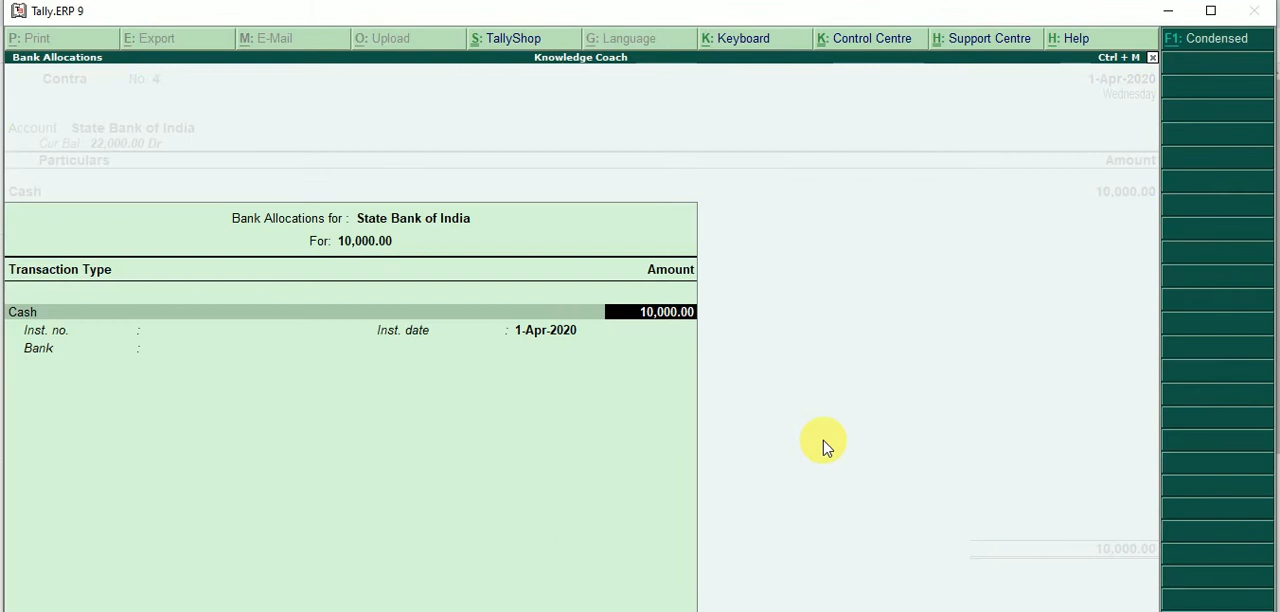 Tally.ERP 9
P: Print E: Export M: E-Mail O: Upload S: TallyShop G: Language K: Keyboard K: Control Centre H: Support Centre H: Help F1: Condensed
Bank Allocations Knowledge Coach Ctrl + M
Contra No. 4 1-Apr-2020
Wednesday
Account State Bank of India
Cur Bal : 22,000.00 Dr
Particulars Amount
Cash 10,000.00
Bank Allocations for : State Bank of India
For: 10,000.00
Transaction Type Amount
Cash 10,000.00
Inst. no. : Inst. date : 1-Apr-2020
Bank :
10,000.00